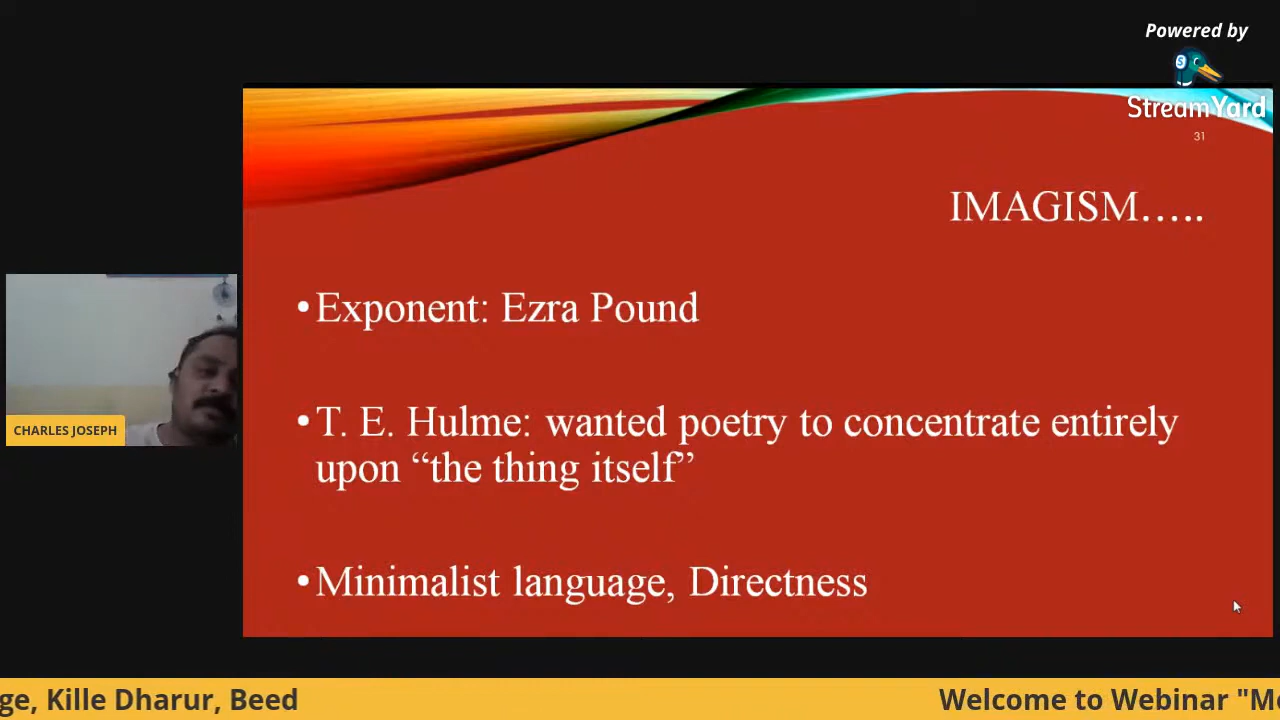 Powered by
StreamYard
31
IMAGISM…..
•Exponent: Ezra Pound
•T. E. Hulme: wanted poetry to concentrate entirely
upon “the thing itself”
•Minimalist language, Directness
CHARLES JOSEPH
ge, Kille Dharur, Beed
Welcome to Webinar "M